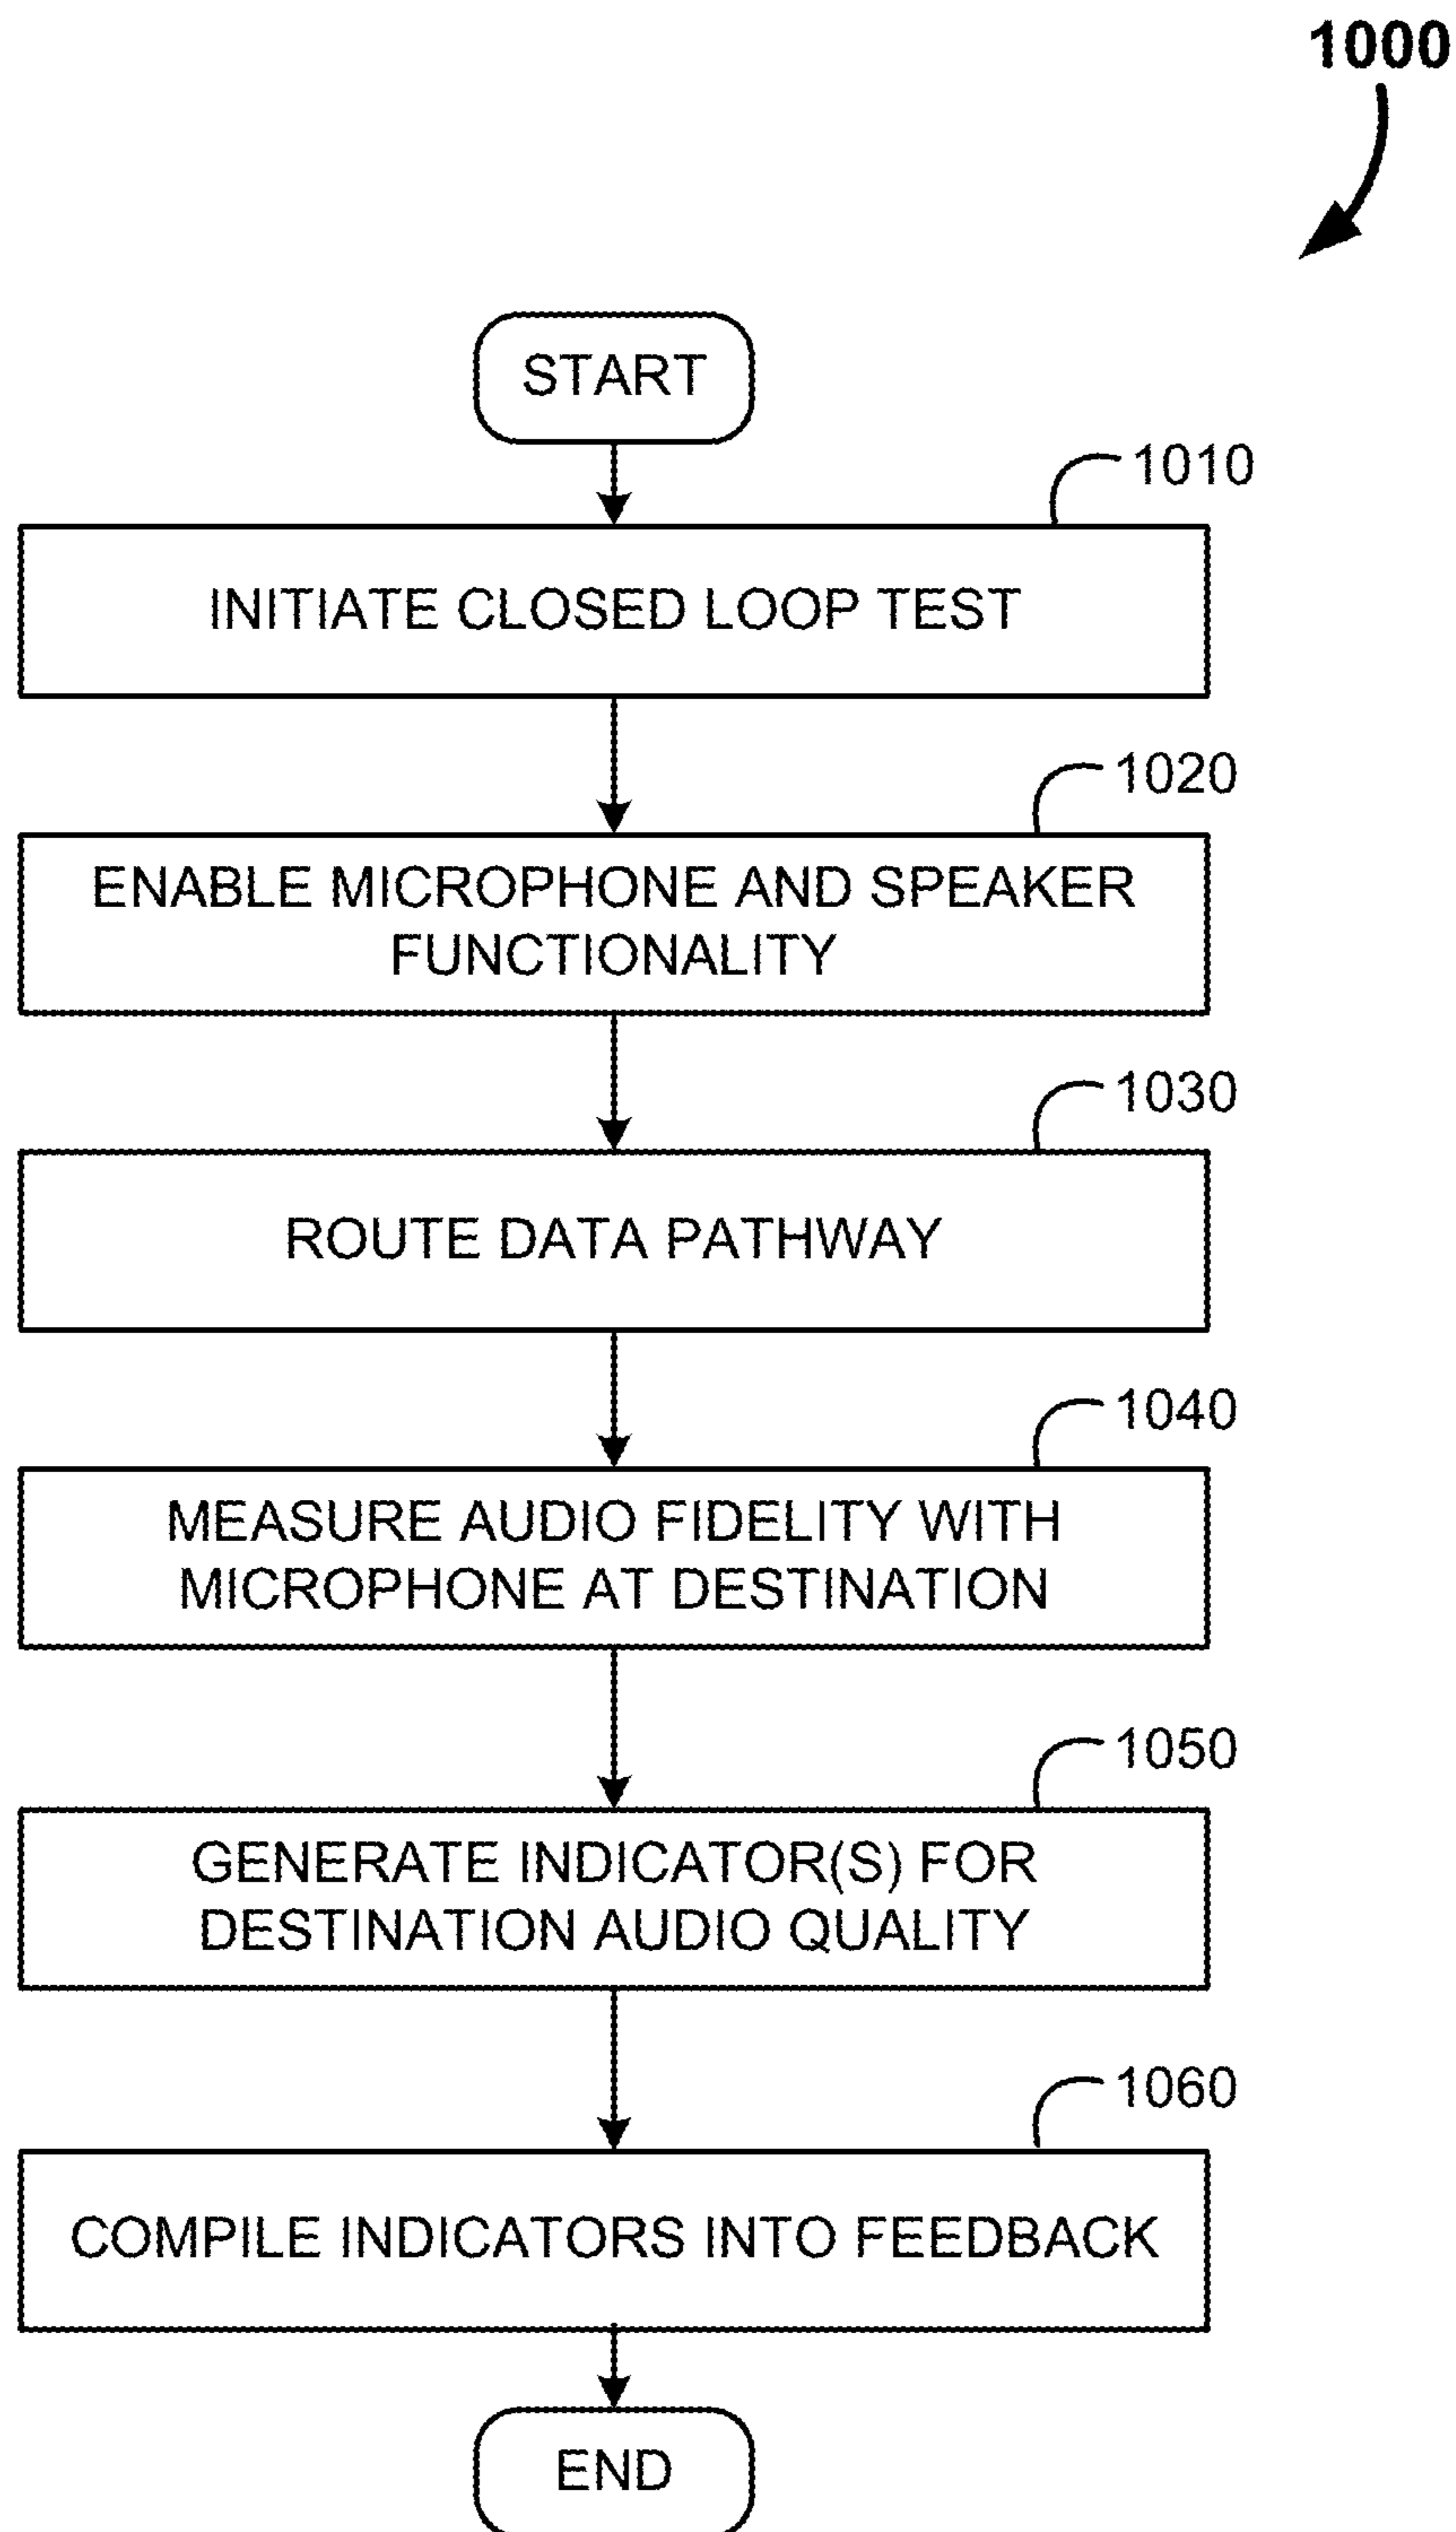 1000
START
1010
INITIATE CLOSED LOOP TEST
1020
ENABLE MICROPHONE AND SPEAKER
FUNCTIONALITY
1030
ROUTE DATA PATHWAY
1040
MEASURE AUDIO FIDELITY WITH
MICROPHONE AT DESTINATION
1050
GENERATE INDICATOR(S) FOR
DESTINATION AUDIO QUALITY
1060
COMPILE INDICATORS INTO FEEDBACK
END